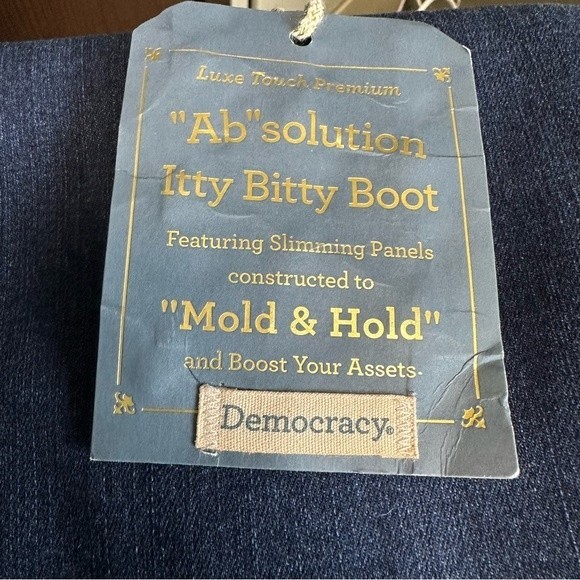 Luxe Touch Premium
"Ab"solution
Itty Bitty Boot
Featuring Slimming Panels
constructed to
"Mold & Hold"
and Boost Your Assets.
Democracy®